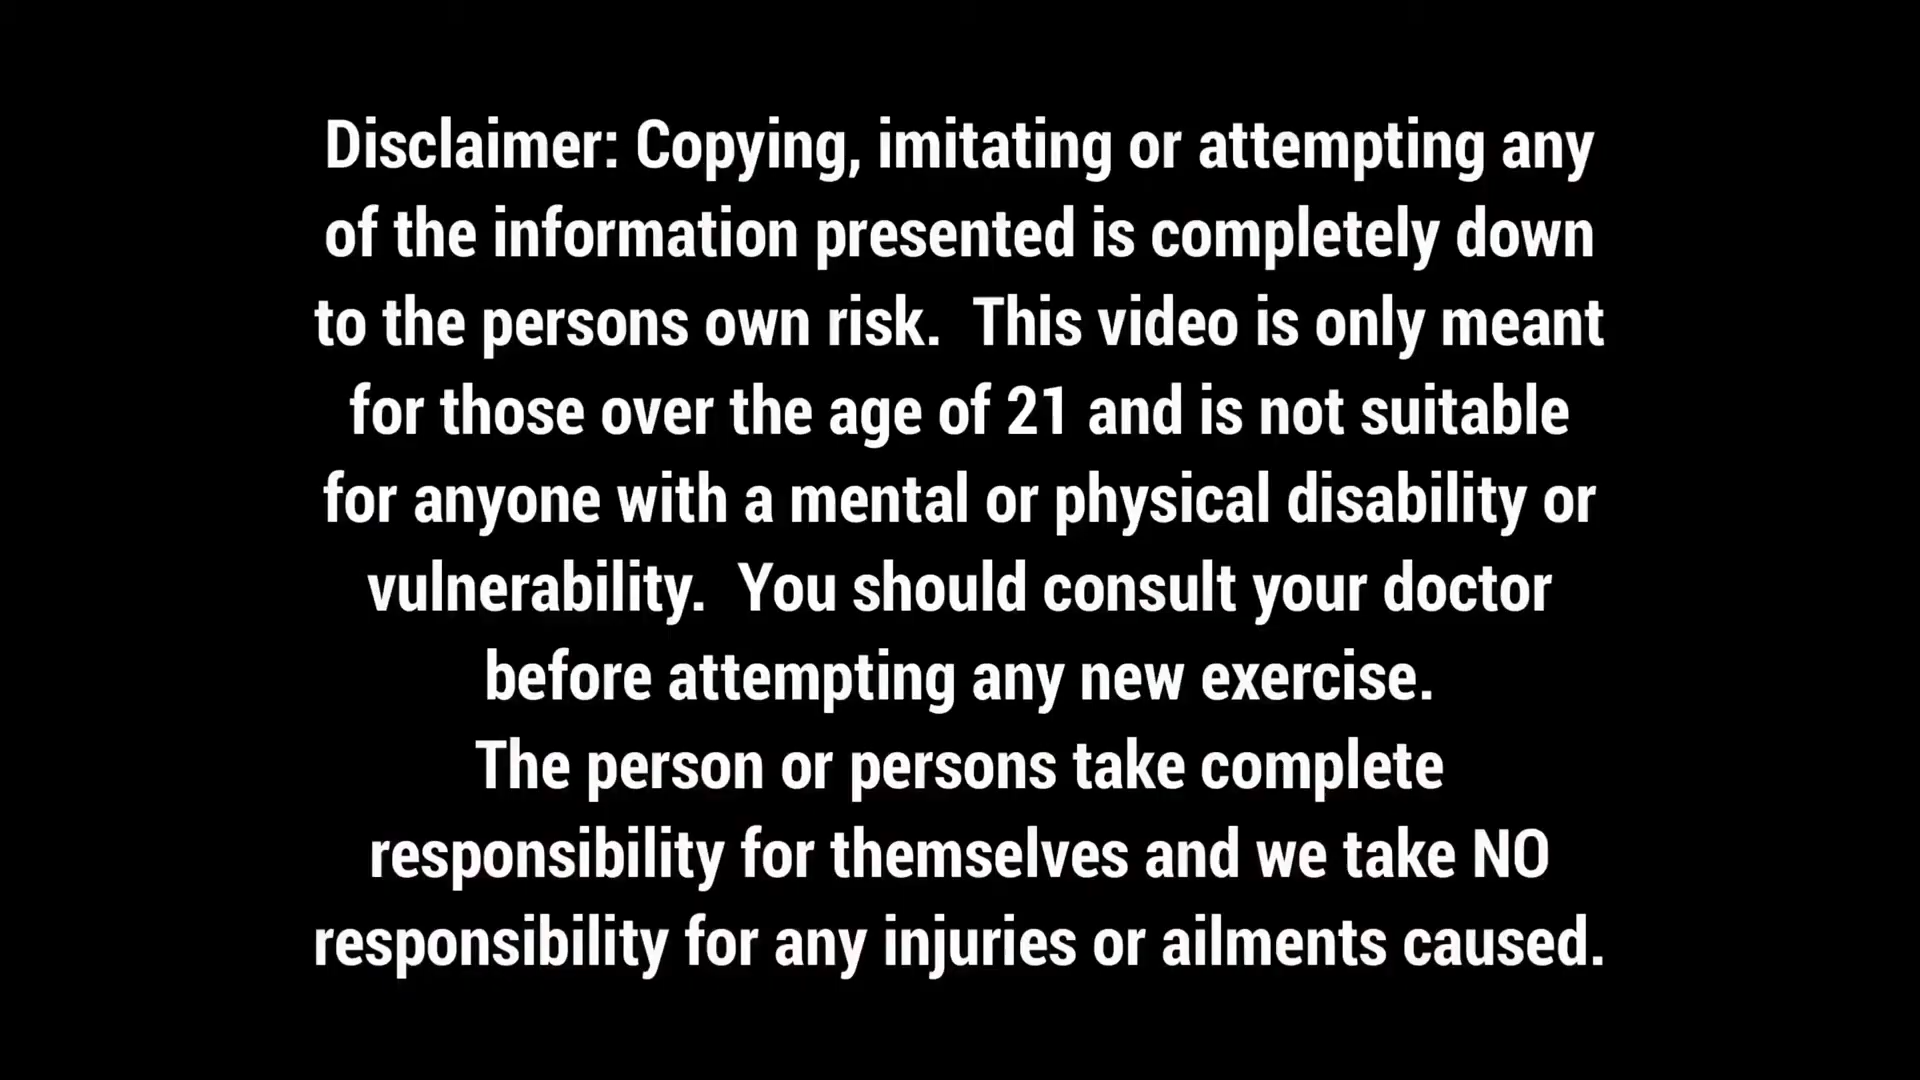 Disclaimer: Copying, imitating or attempting any
of the information presented is completely down
to the persons own risk.  This video is only meant
for those over the age of 21 and is not suitable
for anyone with a mental or physical disability or
vulnerability.  You should consult your doctor
before attempting any new exercise.
The person or persons take complete
responsibility for themselves and we take NO
responsibility for any injuries or ailments caused.